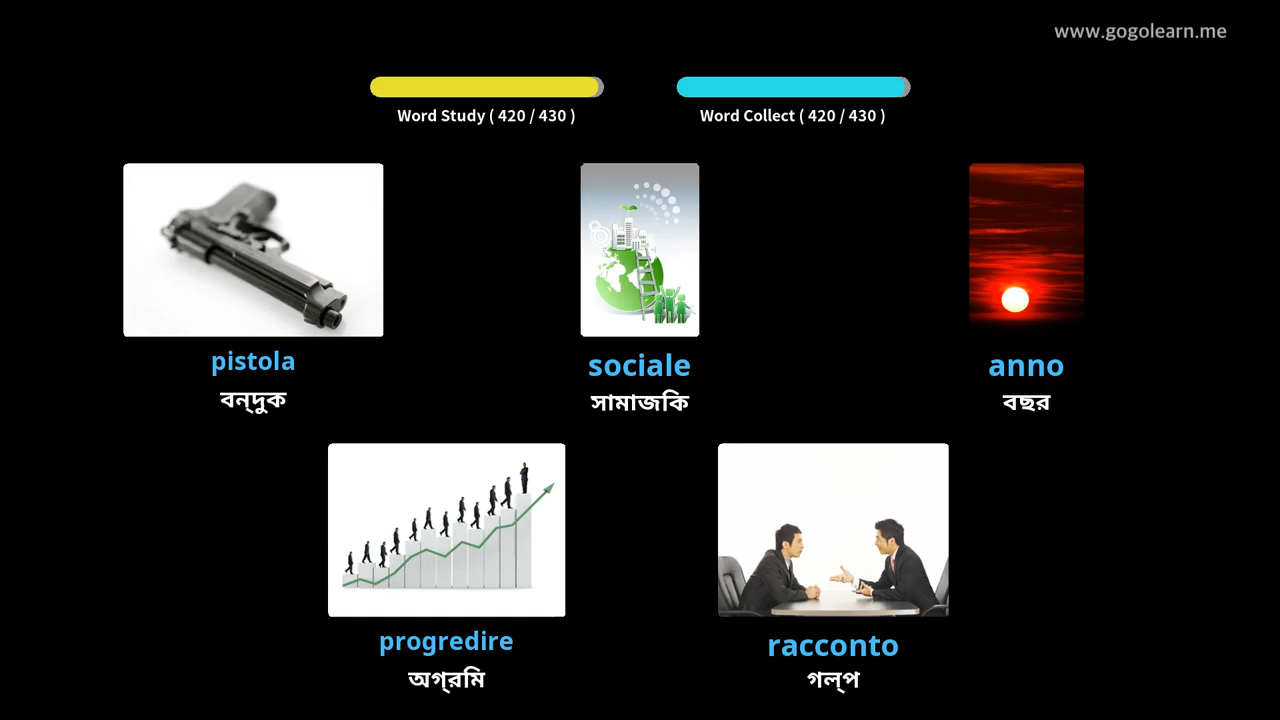 www.gogolearn.me
Word Study ( 420 / 430 )
Word Collect ( 420 / 430 )
pistola
বন্দুক
sociale
সামাজকি
anno
বছর
progredire
অগ্রমি
racconto
গল্প